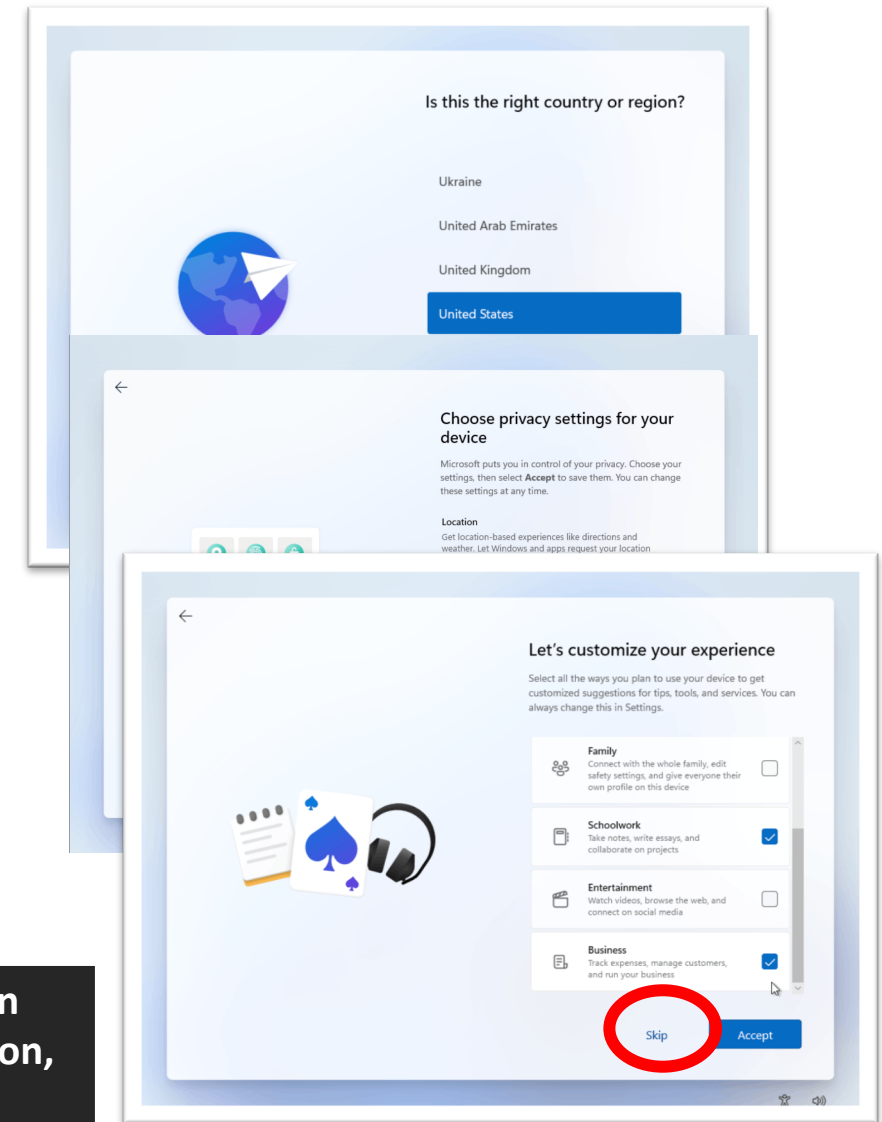 Is this the right country or region?
Ukraine
United Arab Emirates
United Kingdom
United States
Choose privacy settings for your
device
Microsoft puts you in control of your privacy. Choose your
settings, then select Accept to save them. You can change
these settings at any time.
Location
Get location-based experiences like directions and
weather. Let Windows and apps request your location
Let's customize your experience
Select all the ways you plan to use your device to get
customized suggestions for tips, tools, and services. You can
always change this in Settings.
Family
Connect with the whole family, edit
safety settings, and give everyone their
own profile on this device
Schoolwork
Take notes, write essays, and
collaborate on projects
Entertainment
Watch videos, browse the web, and
connect on social media
Business
Track expenses, manage customers,
and run your business
Skip
Accept
n
on,